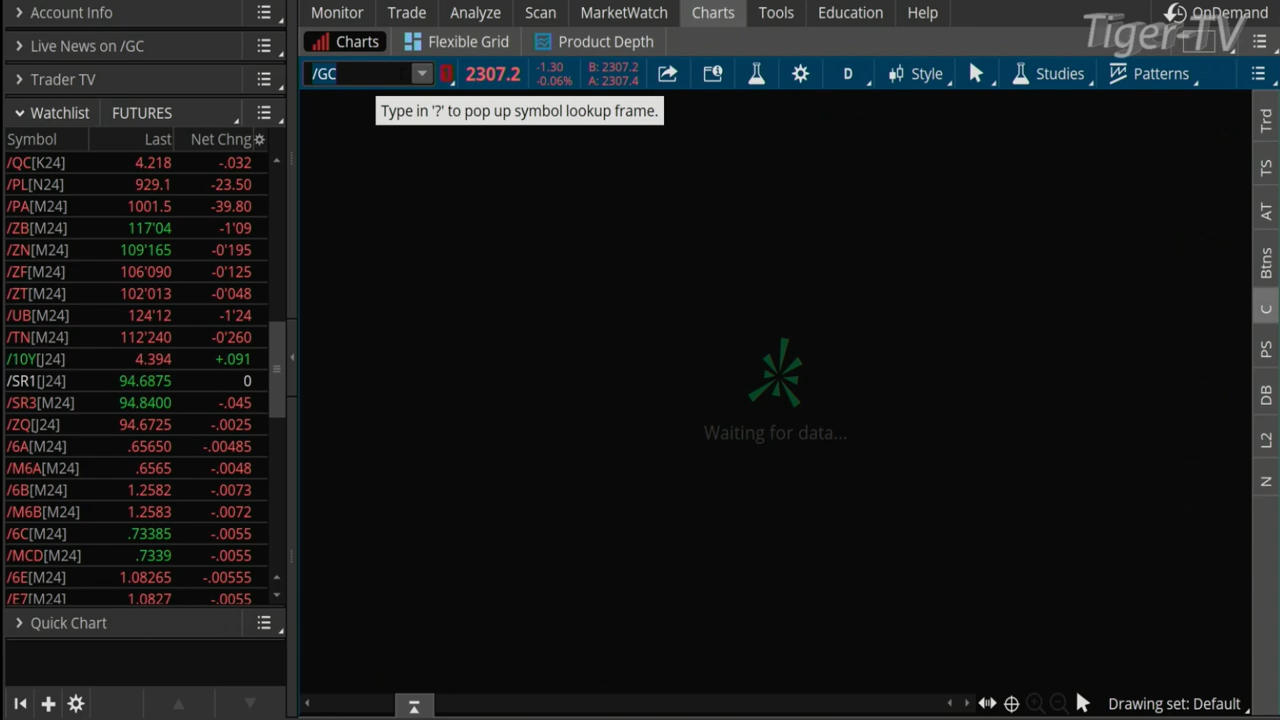 Account Info
Live News on /GC
Trader TV
Watchlist FUTURES
Symbol Last Net Chng
/QC[K24] 4.218 -.032
/PL[N24] 929.1 -23.50
/PA[M24] 1001.5 -39.80
/ZB[M24] 117'04 -1'09
/ZN[M24] 109'165 -0'195
/ZF[M24] 106'090 -0'125
/ZT[M24] 102'013 -0'048
/UB[M24] 124'12 -1'24
/TN[M24] 112'240 -0'260
/10Y[J24] 4.394 +.091
/SR1[J24] 94.6875 0
/SR3[M24] 94.8400 -.045
/ZQ[J24] 94.6725 -.0025
/6A[M24] .65650 -.00485
/M6A[M24] .6565 -.0048
/6B[M24] 1.2582 -.0073
/M6B[M24] 1.2583 -.0072
/6C[M24] .73385 -.0055
/MCD[M24] .7339 -.0055
/6E[M24] 1.08265 -.00555
/E7[M24] 1.0827 -.0055
Quick Chart
Monitor Trade Analyze Scan MarketWatch Charts Tools Education Help
OnDemand
Tiger-TV
Charts Flexible Grid Product Depth
/GC 2307.2 -1.30 B: 2307.2
-0.06% A: 2307.4
D Style Studies Patterns
Type in '?' to pop up symbol lookup frame.
Waiting for data...
Trd
TS
AT
Btns
C
PS
DB
L2
N
Drawing set: Default